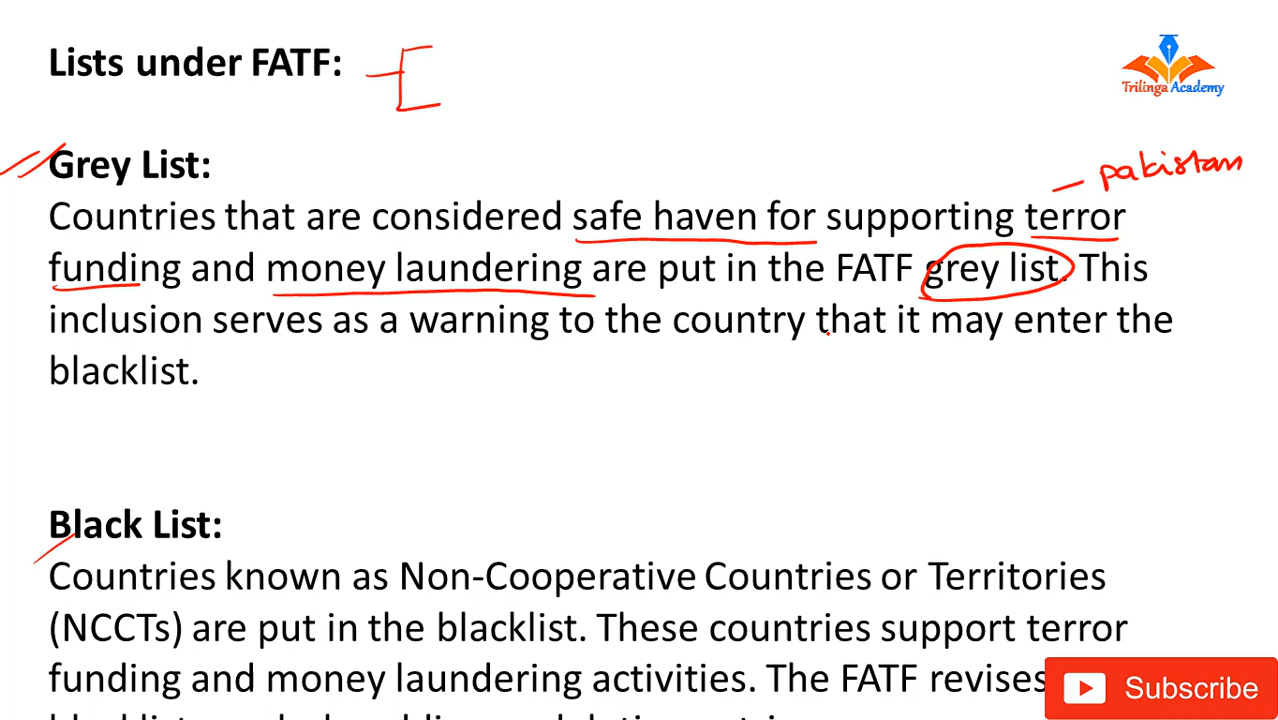 Lists under FATF:
Trilinga Academy
Grey List:
pakistan
Countries that are considered safe haven for supporting terror
funding and money laundering are put in the FATF grey list. This
inclusion serves as a warning to the country that it may enter the
blacklist.
Black List:
Countries known as Non-Cooperative Countries or Territories
(NCCTs) are put in the blacklist. These countries support terror
funding and money laundering activities. The FATF revises
Subscribe